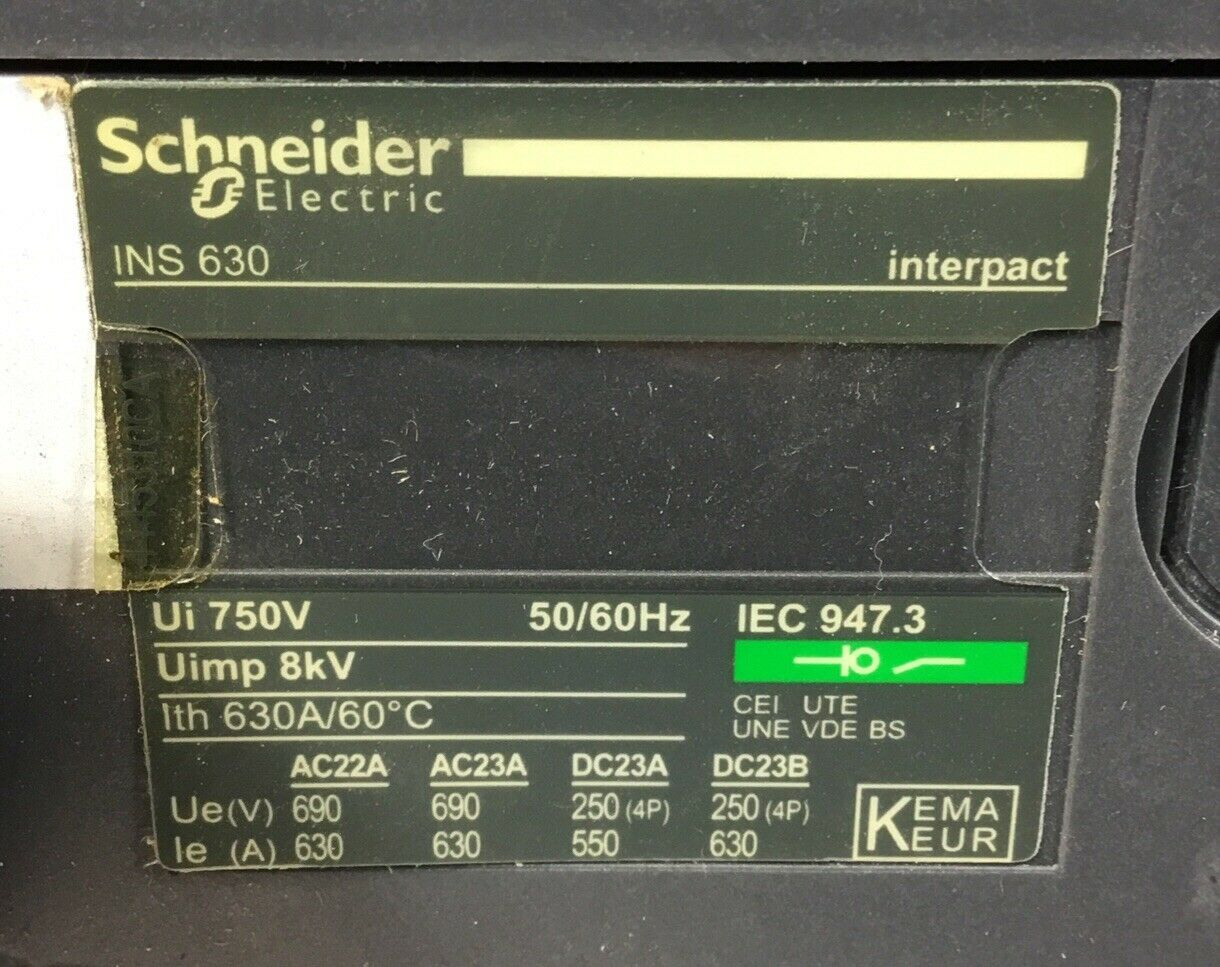 Schneider
Electric
INS 630 interpact
Ui 750V 50/60Hz IEC 947.3
Uimp 8kV
Ith 630A/60°C
CEI UTE
UNE VDE BS
AC22A AC23A DC23A DC23B
Ue(V) 690 690 250 (4P) 250 (4P)
Ie (A) 630 630 550 630
KEMA
KEUR